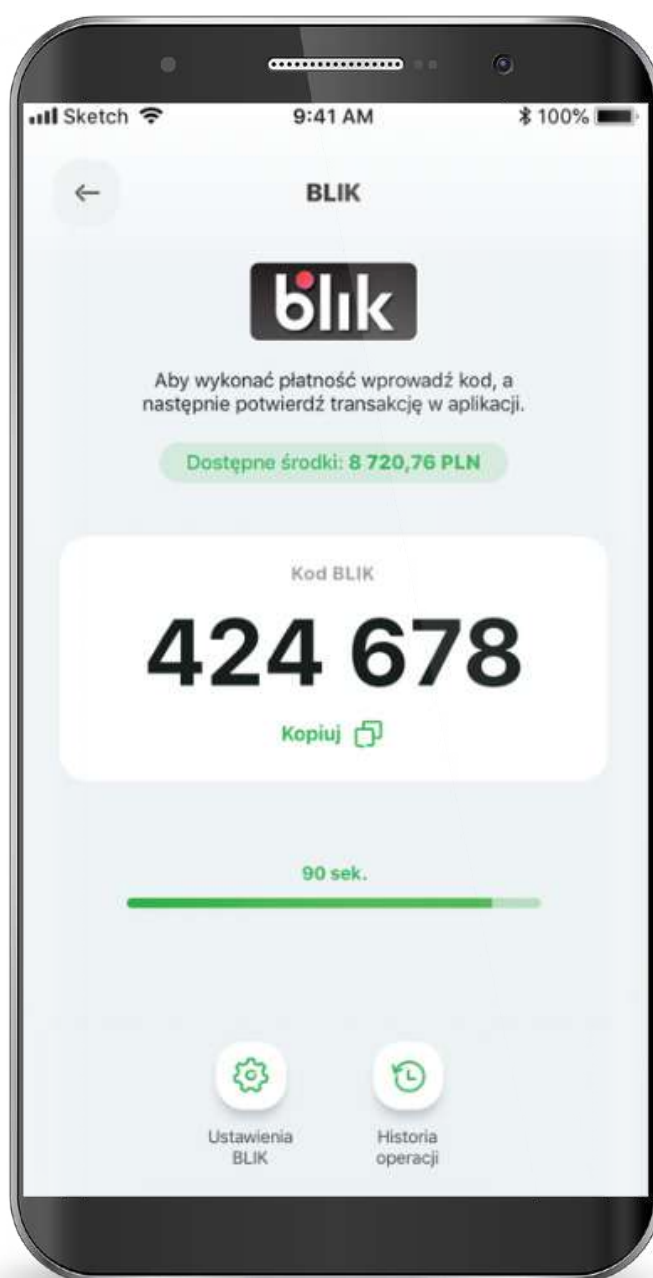 Sketch 9:41 AM 100%
BLIK
blik
Aby wykonać płatność wprowadź kod, a
następnie potwierdź transakcję w aplikacji.
Dostępne środki: 8 720,76 PLN
Kod BLIK
424 678
Kopiuj
90 sek.
Ustawienia
BLIK
Historia
operacji